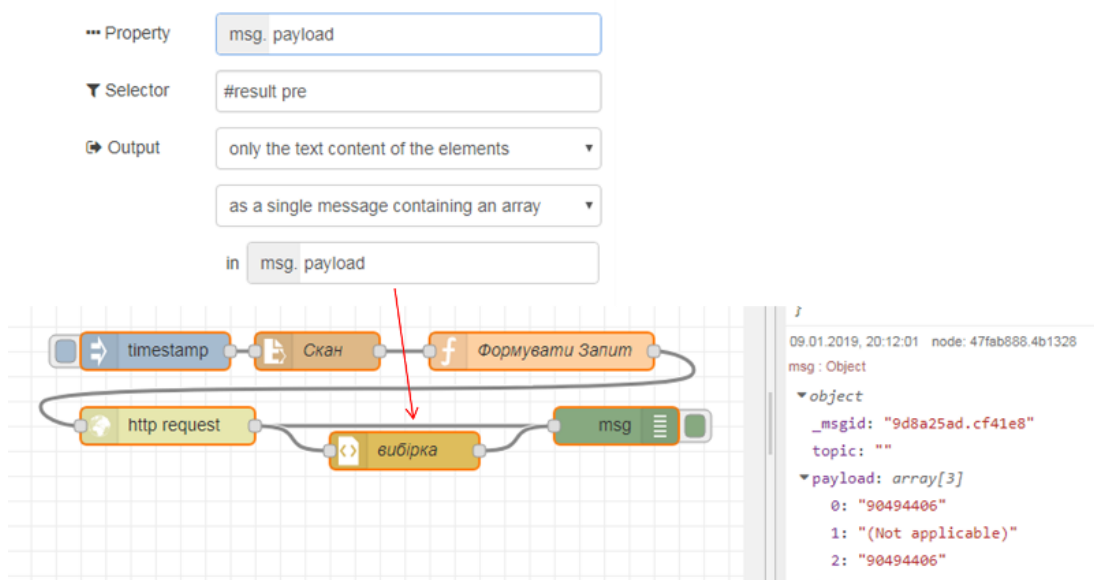 Property
msg. payload
Selector
#result pre
Output
only the text content of the elements
as a single message containing an array
in
msg. payload
timestamp
Скан
Формувати Запит
http request
вибірка
msg
}
09.01.2019, 20:12:01 node: 47fab888.4b1328
msg : Object
object
_msgid: "9d8a25ad.cf41e8"
topic: ""
payload: array[3]
0: "90494406"
1: "(Not applicable)"
2: "90494406"